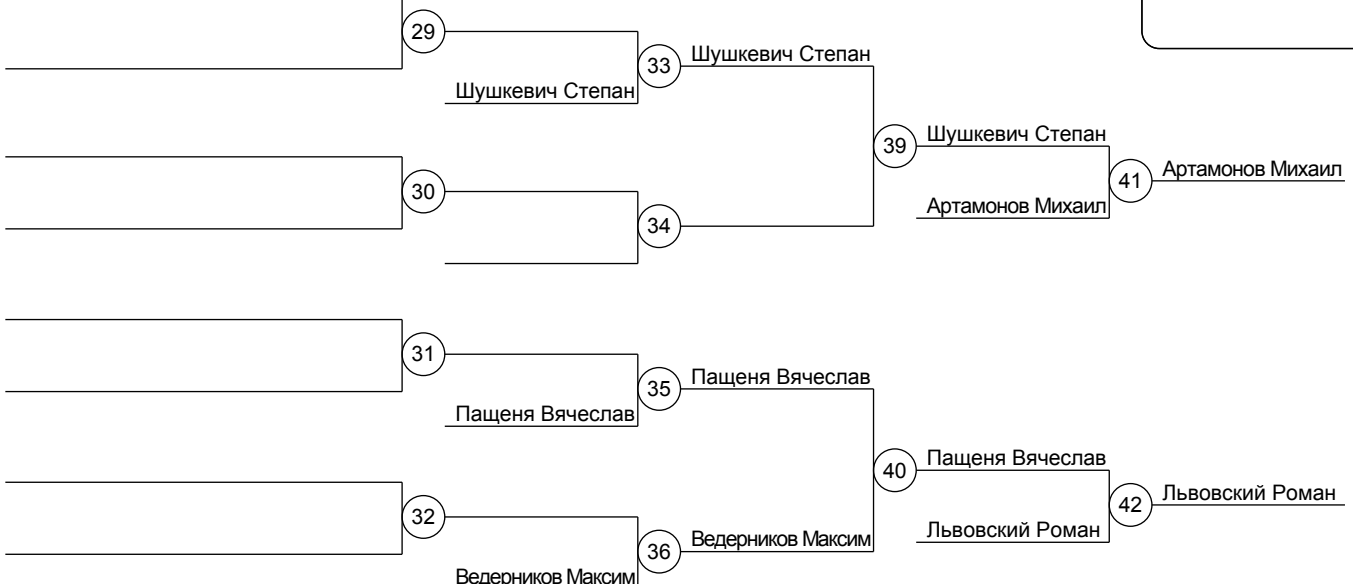 29
33
Шушкевич Степан
Шушкевич Степан
39
Шушкевич Степан
41
Артамонов Михаил
30
34
Артамонов Михаил
31
35
Пащеня Вячеслав
Пащеня Вячеслав
40
Пащеня Вячеслав
42
Львовский Роман
32
36
Ведерников Максим
Львовский Роман
Ведерников Максим